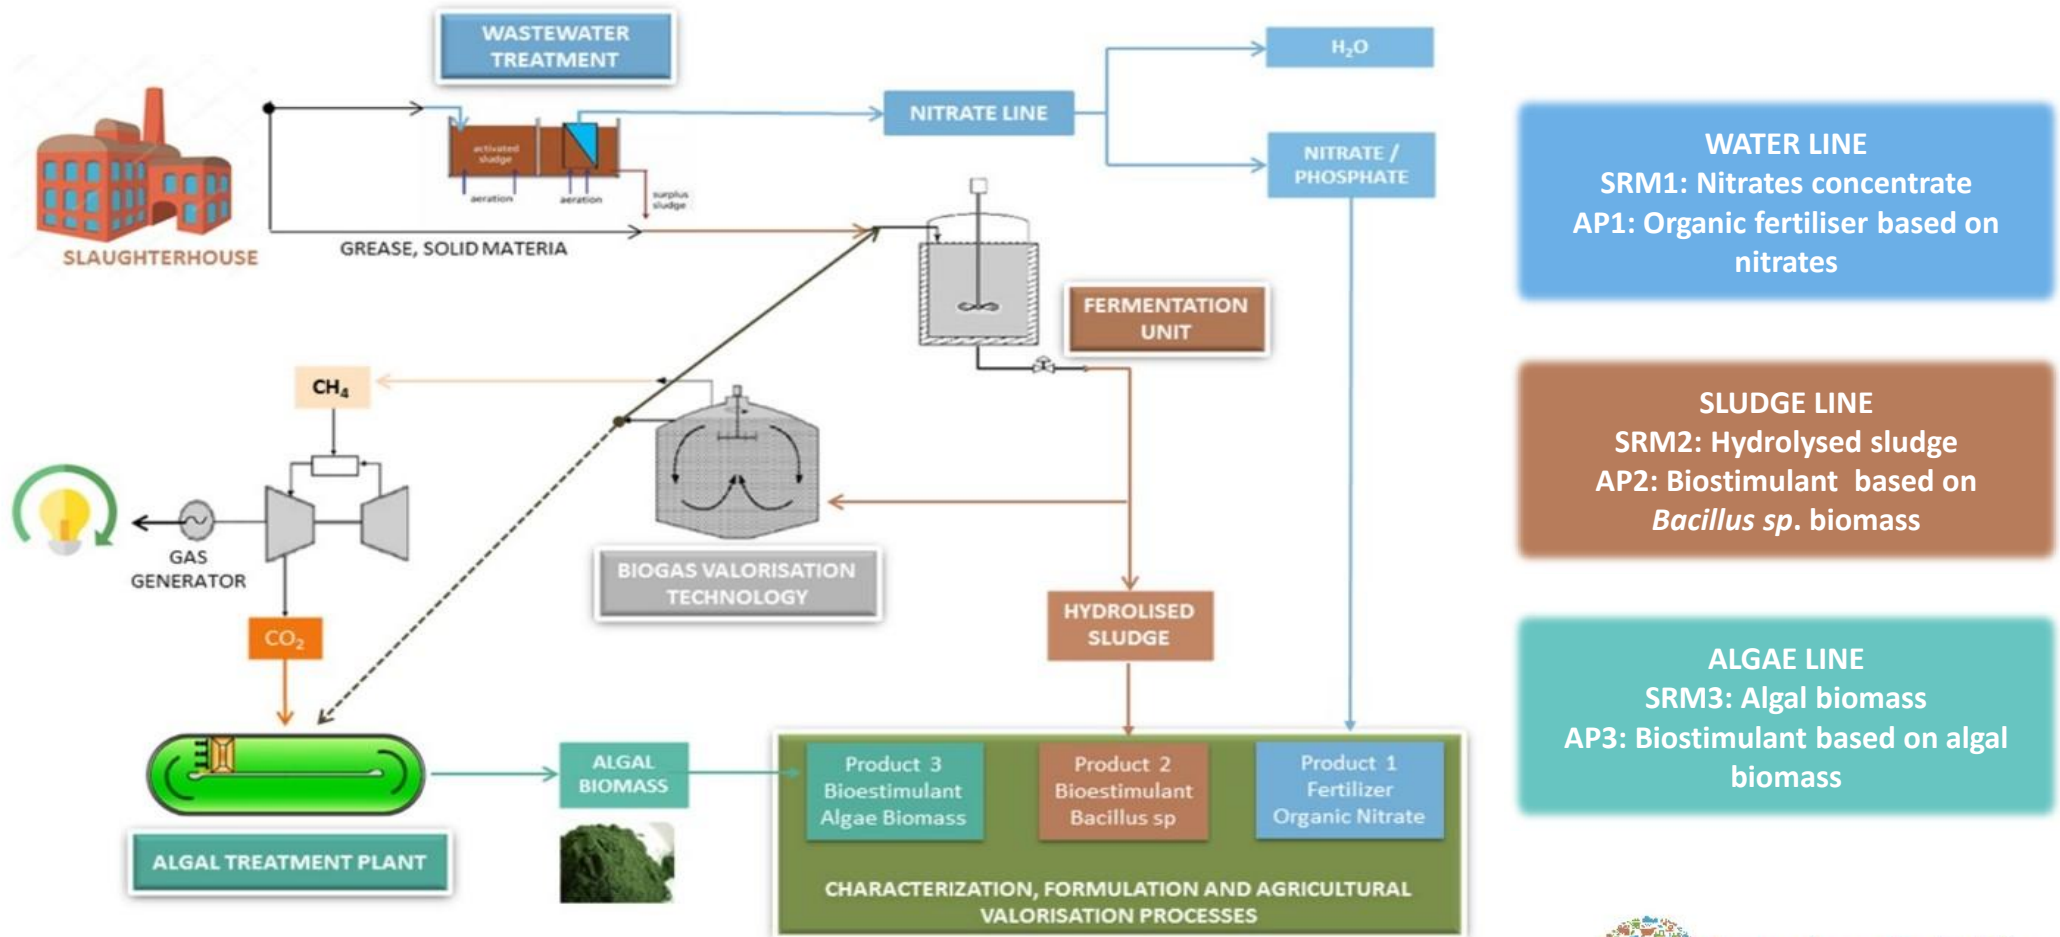 WASTEWATER
TREATMENT
H₂O
NITRATE LINE
activated
sludge
aeration
aeration
surplus
sludge
NITRATE /
PHOSPHATE
SLAUGHTERHOUSE
GREASE, SOLID MATERIA
FERMENTATION
UNIT
CH₄
GAS
GENERATOR
BIOGAS VALORISATION
TECHNOLOGY
HYDROLISED
SLUDGE
CO₂
ALGAL
BIOMASS
ALGAL TREATMENT PLANT
Product 3
Bioestimulant
Algae Biomass
Product 2
Bioestimulant
Bacillus sp
Product 1
Fertilizer
Organic Nitrate
CHARACTERIZATION, FORMULATION AND AGRICULTURAL
VALORISATION PROCESSES
WATER LINE
SRM1: Nitrates concentrate
AP1: Organic fertiliser based on
nitrates
SLUDGE LINE
SRM2: Hydrolysed sludge
AP2: Biostimulant based on
Bacillus sp. biomass
ALGAE LINE
SRM3: Algal biomass
AP3: Biostimulant based on algal
biomass